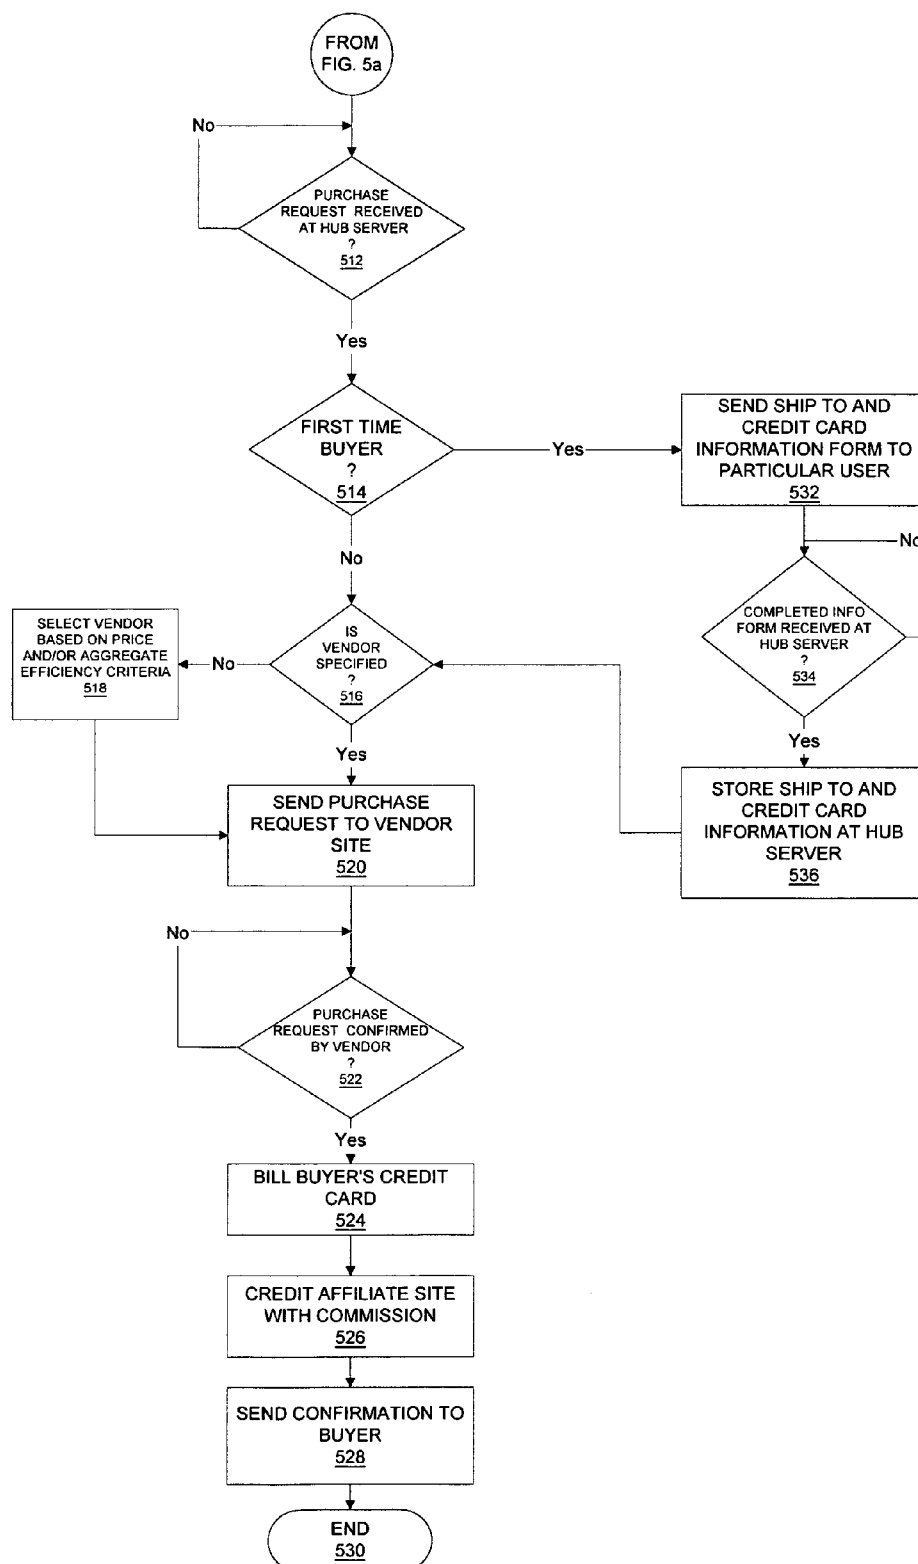 FROM
FIG. 5a
No
PURCHASE
REQUEST RECEIVED
AT HUB SERVER
?
512
Yes
FIRST TIME
BUYER
?
514
Yes
SEND SHIP TO AND
CREDIT CARD
INFORMATION FORM TO
PARTICULAR USER
532
No
No
COMPLETED INFO
FORM RECEIVED AT
HUB SERVER
?
534
SELECT VENDOR
BASED ON PRICE
AND/OR AGGREGATE
EFFICIENCY CRITERIA
518
No
IS
VENDOR
SPECIFIED
?
516
Yes
Yes
SEND PURCHASE
REQUEST TO VENDOR
SITE
520
STORE SHIP TO AND
CREDIT CARD
INFORMATION AT HUB
SERVER
536
No
PURCHASE
REQUEST CONFIRMED
BY VENDOR
?
522
Yes
BILL BUYER'S CREDIT
CARD
524
CREDIT AFFILIATE SITE
WITH COMMISSION
526
SEND CONFIRMATION TO
BUYER
528
END
530